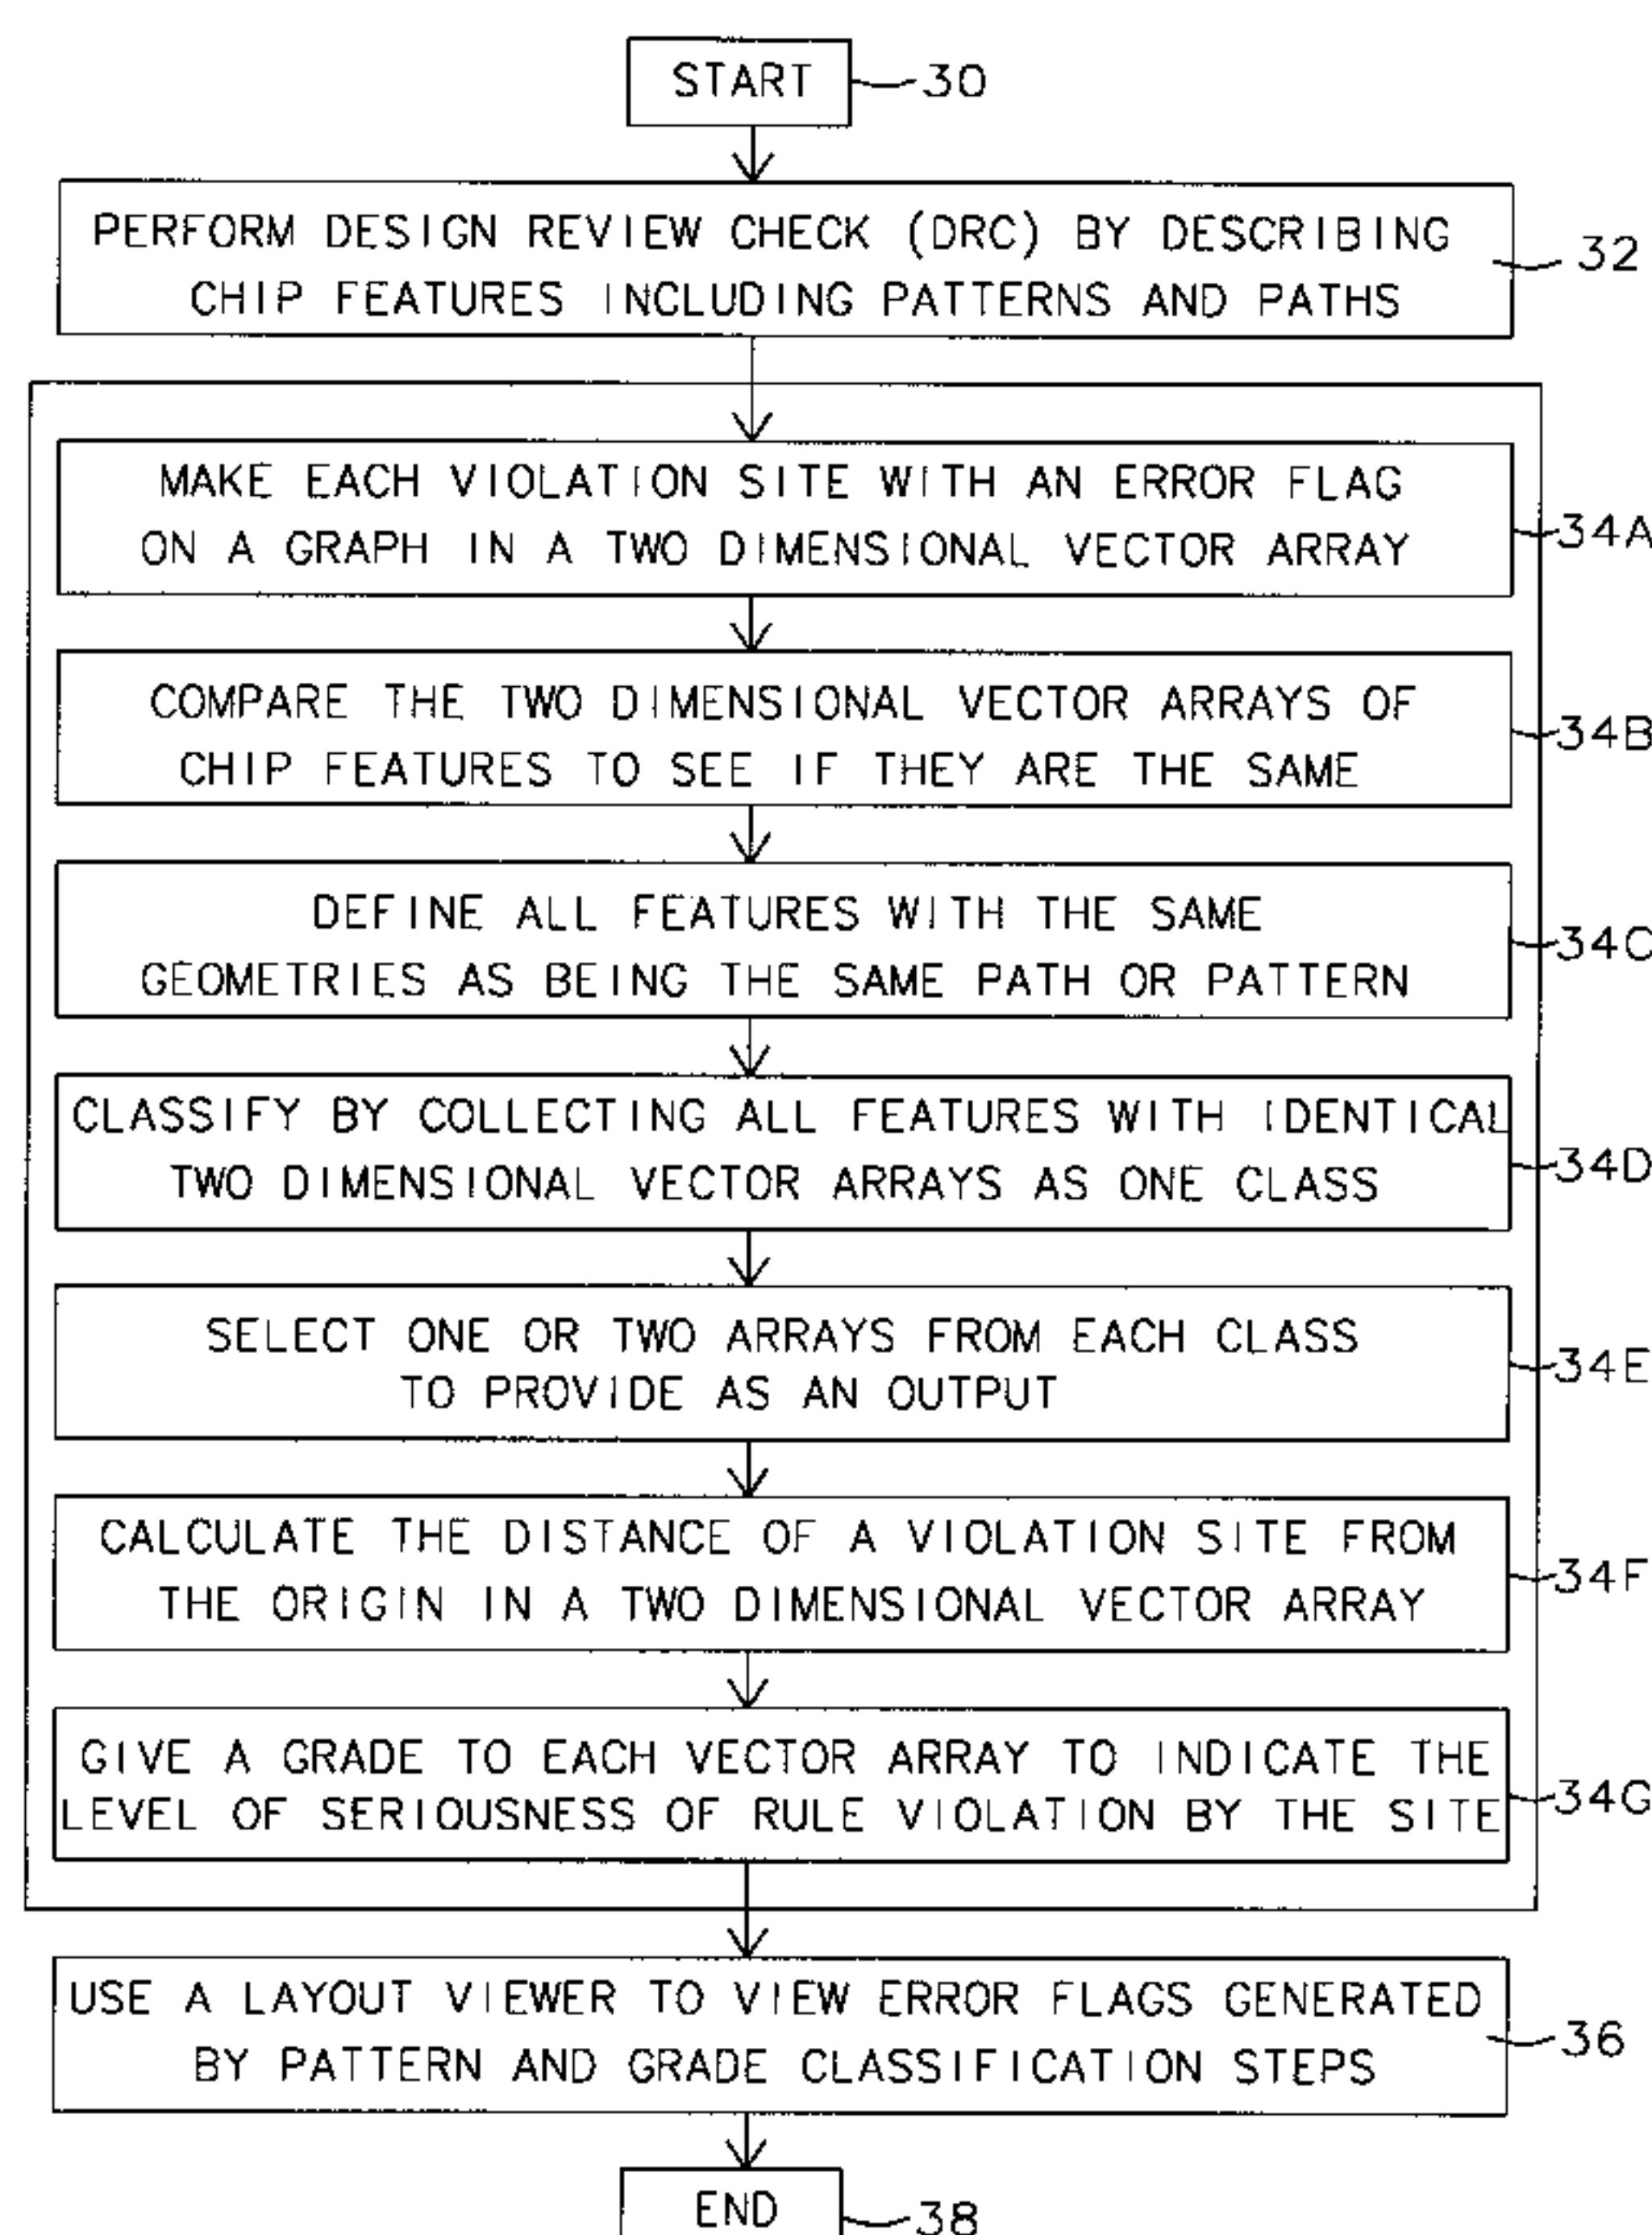 START
30
PERFORM DESIGN REVIEW CHECK (DRC) BY DESCRIBING
CHIP FEATURES INCLUDING PATTERNS AND PATHS
32
MAKE EACH VIOLATION SITE WITH AN ERROR FLAG
ON A GRAPH IN A TWO DIMENSIONAL VECTOR ARRAY
34A
COMPARE THE TWO DIMENSIONAL VECTOR ARRAYS OF
CHIP FEATURES TO SEE IF THEY ARE THE SAME
34B
DEFINE ALL FEATURES WITH THE SAME
GEOMETRIES AS BEING THE SAME PATH OR PATTERN
34C
CLASSIFY BY COLLECTING ALL FEATURES WITH IDENTICAL
TWO DIMENSIONAL VECTOR ARRAYS AS ONE CLASS
34D
SELECT ONE OR TWO ARRAYS FROM EACH CLASS
TO PROVIDE AS AN OUTPUT
34E
CALCULATE THE DISTANCE OF A VIOLATION SITE FROM
THE ORIGIN IN A TWO DIMENSIONAL VECTOR ARRAY
34F
GIVE A GRADE TO EACH VECTOR ARRAY TO INDICATE THE
LEVEL OF SERIOUSNESS OF RULE VIOLATION BY THE SITE
34G
USE A LAYOUT VIEWER TO VIEW ERROR FLAGS GENERATED
BY PATTERN AND GRADE CLASSIFICATION STEPS
36
END
38